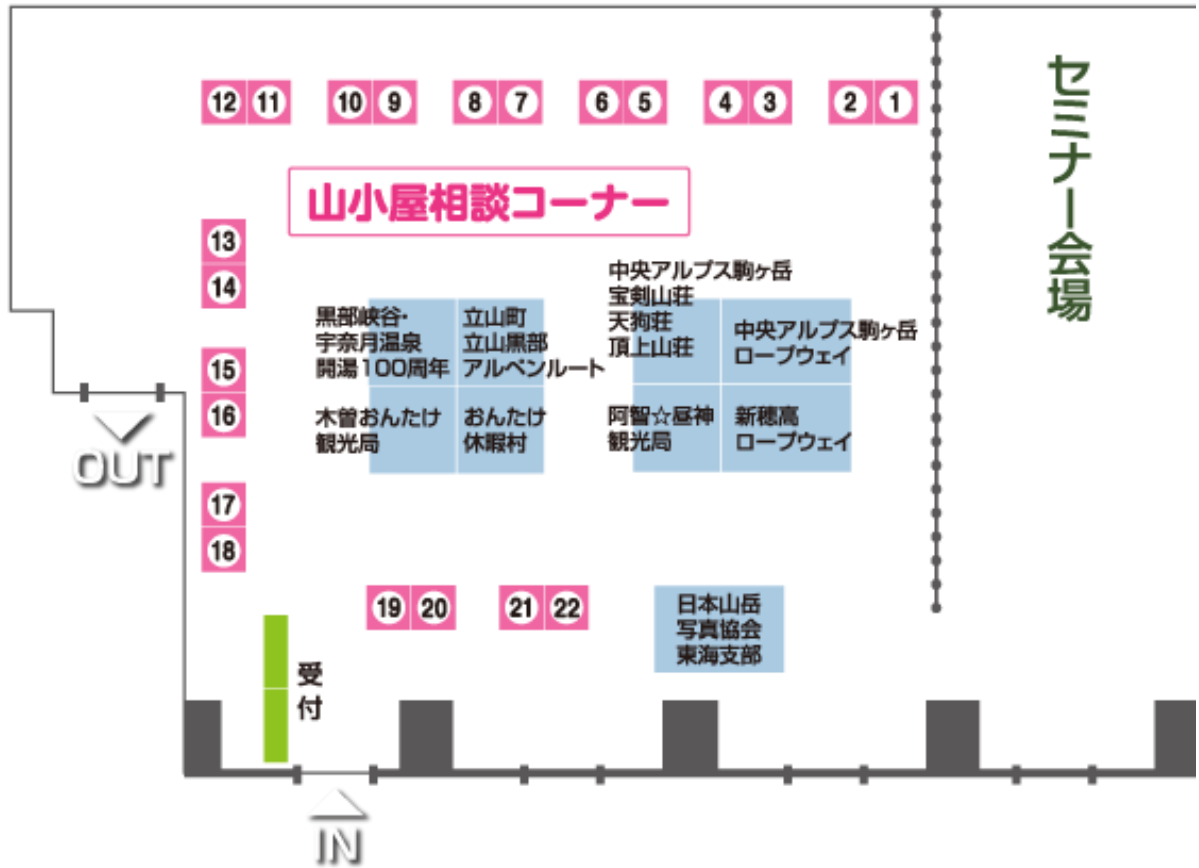 ⑫ ⑪ ⑩ ⑨ ⑧ ⑦ ⑥ ⑤ ④ ③ ② ①
セミナー会場
山小屋相談コーナー
⑬
⑭
⑮
⑯
⑰
⑱
黒部峡谷・
宇奈月温泉
開湯100周年
立山町
立山黒部
アルペンルート
木曽おんたけ
観光局
おんたけ
休暇村
中央アルプス駒ヶ岳
宝剣山荘
天狗荘
頂上山荘
中央アルプス駒ヶ岳
ロープウェイ
阿智☆昼神
観光局
新穂高
ロープウェイ
OUT
⑲ ⑳ ㉑ ㉒
日本山岳
写真協会
東海支部
受付
IN